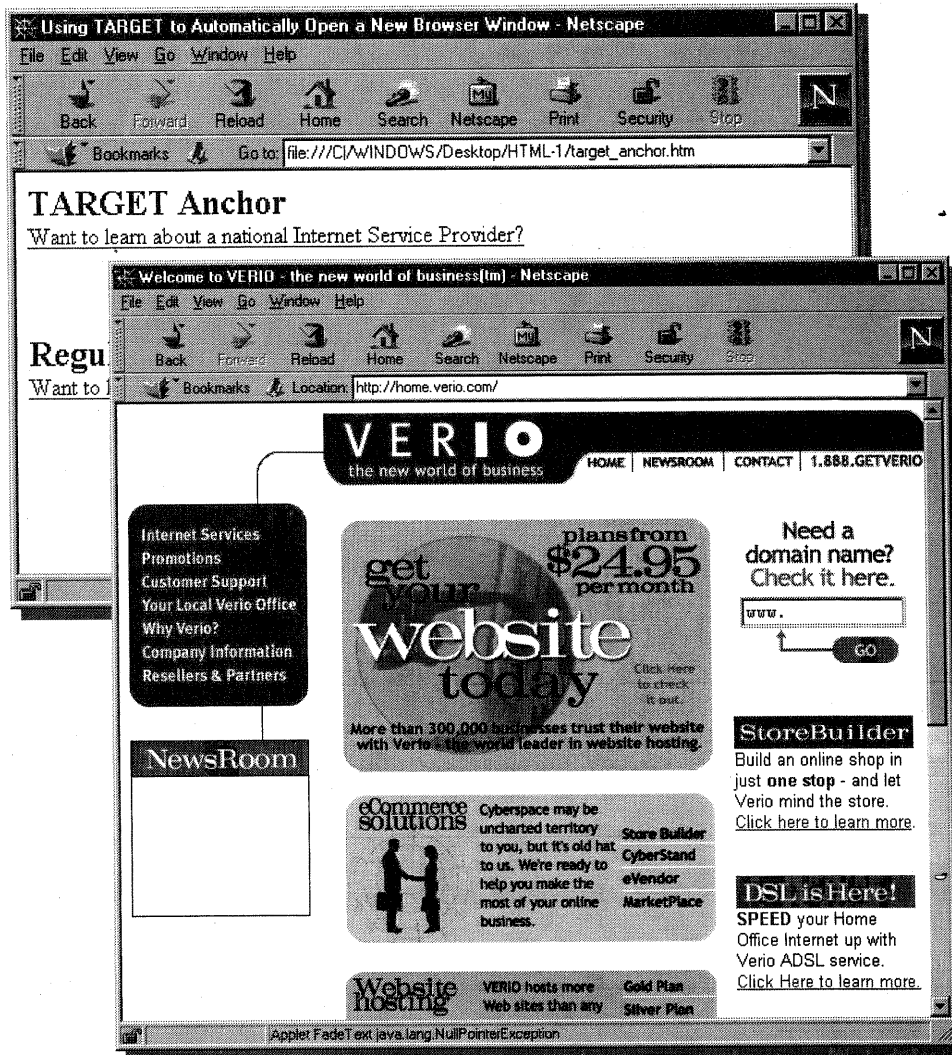 Using TARGET to Automatically Open a New Browser Window - Netscape
File Edit View Go Window Help
Back Forward Reload Home Search Netscape Print Security Stop
Bookmarks Go to: file:///C|/WINDOWS/Desktop/HTML-1/target_anchor.htm
TARGET Anchor
Want to learn about a national Internet Service Provider?
Regul
Want to l
Welcome to VERIO - the new world of business[tm] - Netscape
File Edit View Go Window Help
Back Forward Reload Home Search Netscape Print Security Stop
Bookmarks Location: http://home.verio.com/
VERIO
the new world of business
HOME | NEWSROOM | CONTACT | 1.888.GETVERIO
Internet Services
Promotions
Customer Support
Your Local Verio Office
Why Verio?
Company Information
Resellers & Partners
NewsRoom
plans from
$24.95
per month
get
your
website
today
Click Here
to check
it out.
More than 300,000 businesses trust their website
with Verio - the world leader in website hosting.
eCommerce
solutions
Cyberspace may be
uncharted territory
to you, but it's old hat
to us. We're ready to
help you make the
most of your online
business.
Store Builder
CyberStand
eVendor
MarketPlace
Website
hosting
VERIO hosts more
Web sites than any
Gold Plan
Silver Plan
Need a
domain name?
Check it here.
www.
GO
StoreBuilder
Build an online shop in
just one stop - and let
Verio mind the store.
Click here to learn more.
DSL is Here!
SPEED your Home
Office Internet up with
Verio ADSL service.
Click Here to learn more.
Applet FadeText java.lang.NullPointerException